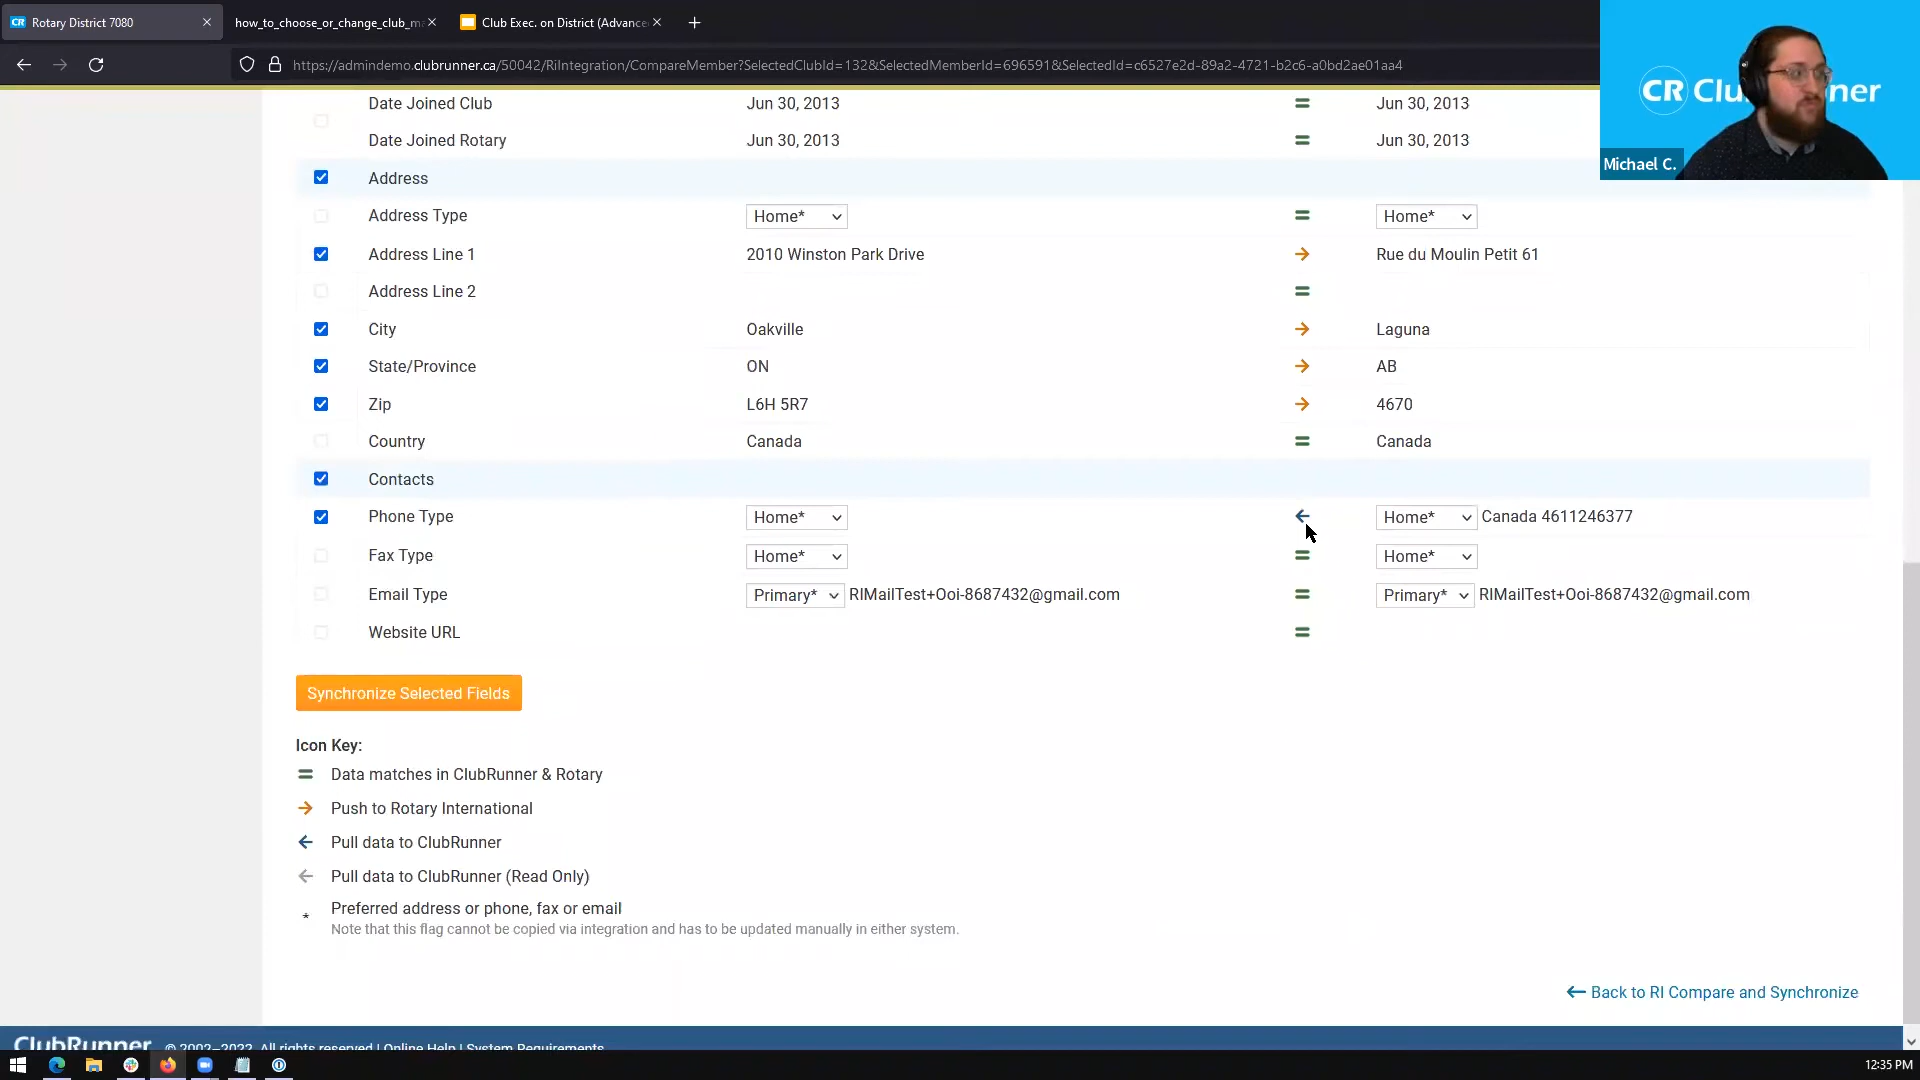 Rotary District 7080
how_to_choose_or_change_club_m
Club Exec. on District (Advance
https://admindemo.clubrunner.ca/50042/RiIntegration/CompareMember?SelectedClubId=132&SelectedMemberId=696591&SelectedId=c6527e2d-89a2-4721-b2c6-a0bd2ae01aa4
CR Clu ner
Michael C.
Date Joined Club Jun 30, 2013 = Jun 30, 2013
Date Joined Rotary Jun 30, 2013 = Jun 30, 2013
Address
Address Type Home* = Home*
Address Line 1 2010 Winston Park Drive → Rue du Moulin Petit 61
Address Line 2 =
City Oakville → Laguna
State/Province ON → AB
Zip L6H 5R7 → 4670
Country Canada = Canada
Contacts
Phone Type Home* ← Home* Canada 4611246377
Fax Type Home* = Home*
Email Type Primary* RIMailTest+Ooi-8687432@gmail.com = Primary* RIMailTest+Ooi-8687432@gmail.com
Website URL =
Synchronize Selected Fields
Icon Key:
= Data matches in ClubRunner & Rotary
→ Push to Rotary International
← Pull data to ClubRunner
← Pull data to ClubRunner (Read Only)
* Preferred address or phone, fax or email
Note that this flag cannot be copied via integration and has to be updated manually in either system.
← Back to RI Compare and Synchronize
ClubRunner © 2002–2022 All rights reserved | Online Help | System Requirements
12:35 PM